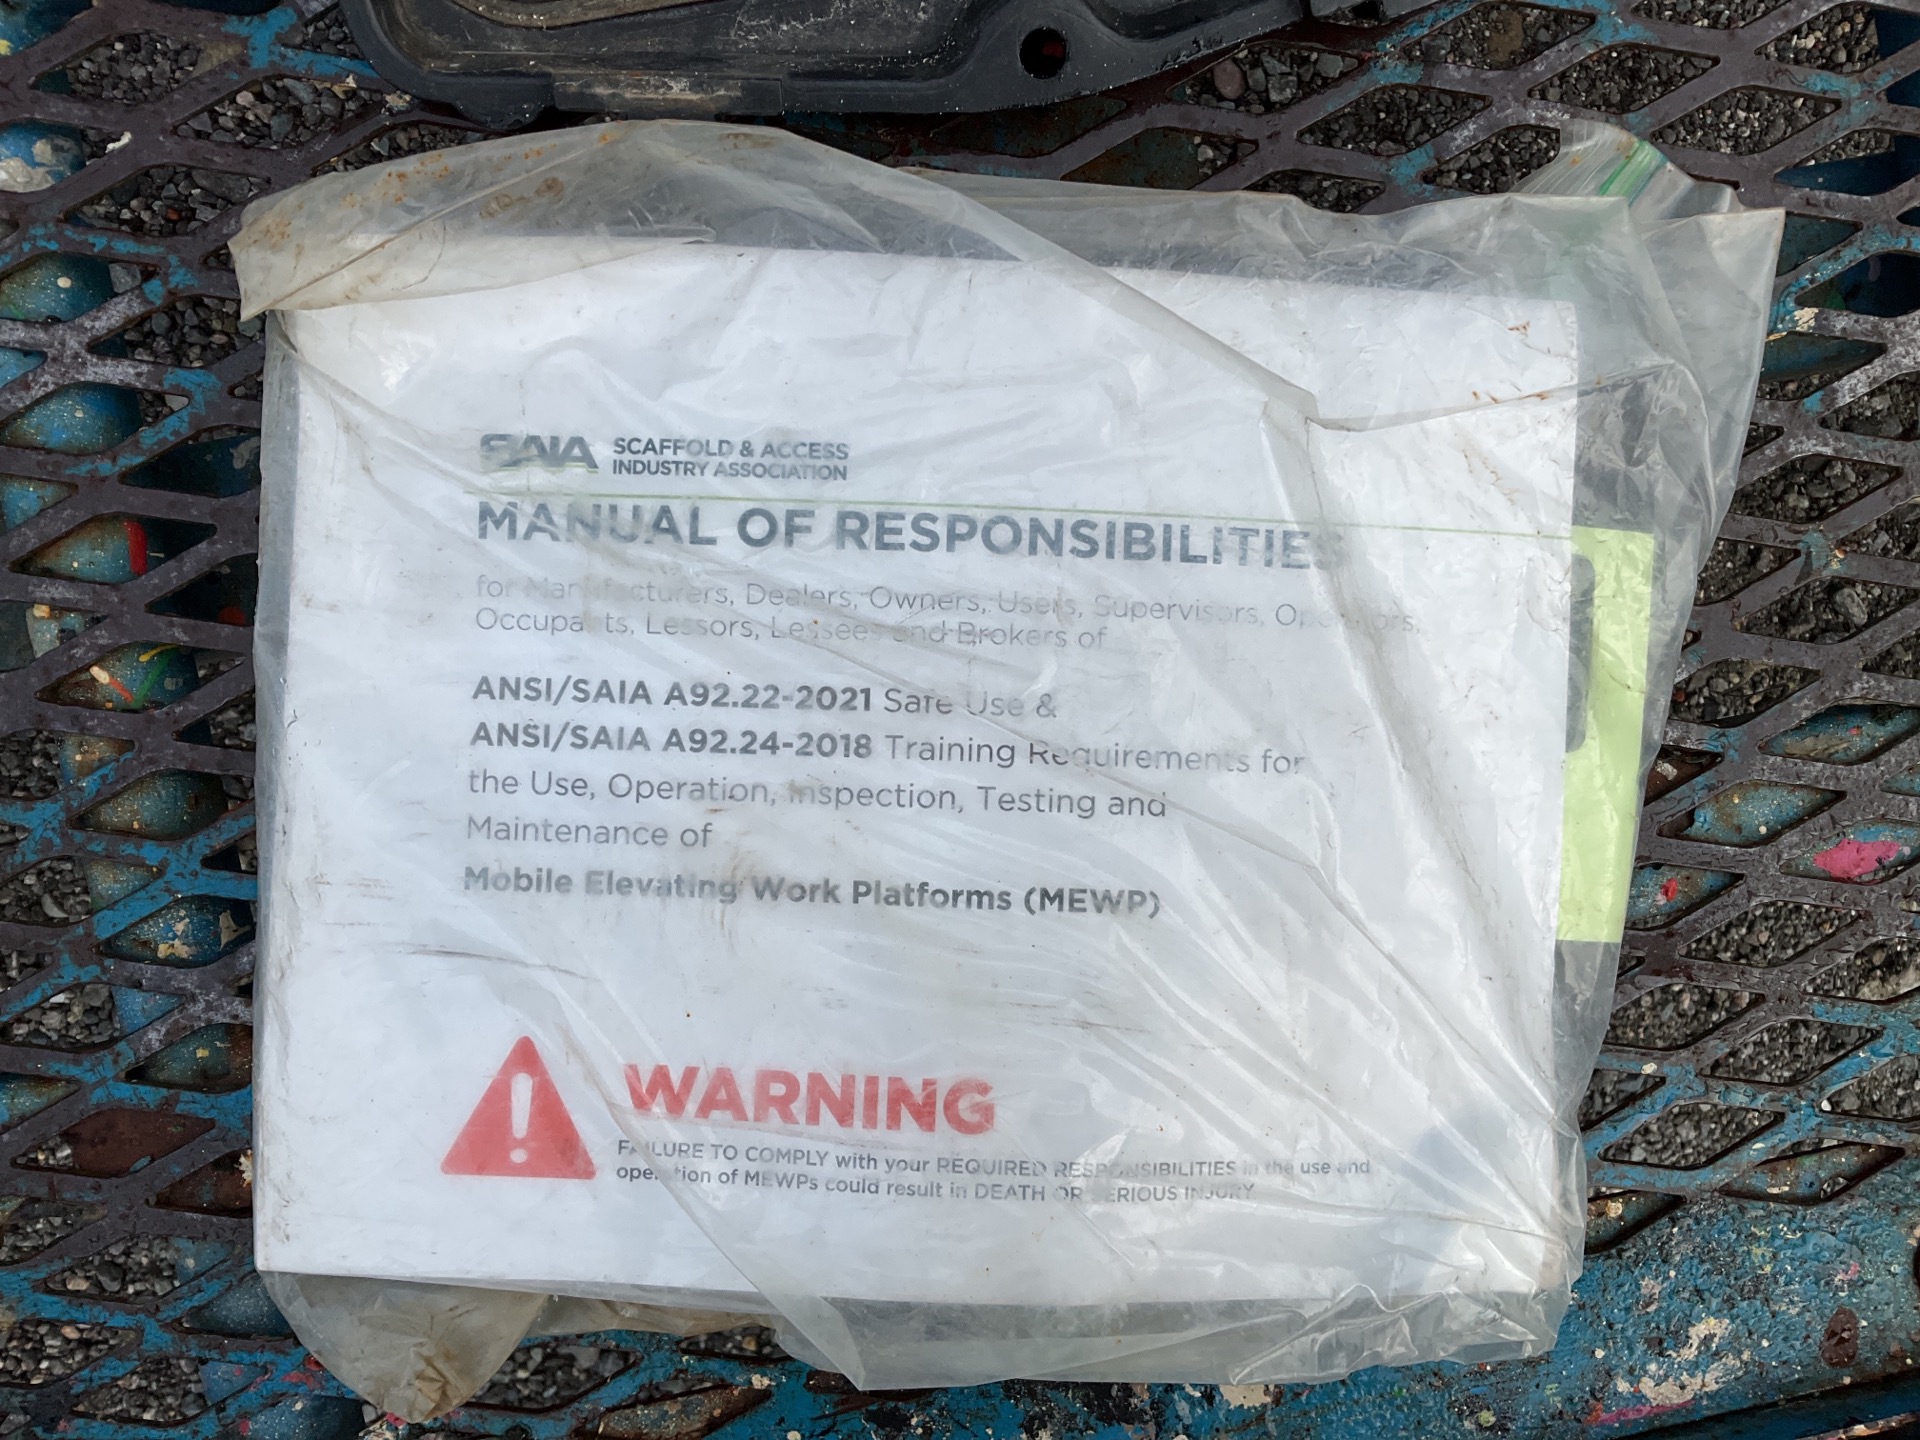 SAIA SCAFFOLD & ACCESS
INDUSTRY ASSOCIATION
MANUAL OF RESPONSIBILITIES
for Manufacturers, Dealers, Owners, Users, Supervisors, Operators,
Occupants, Lessors, Lessees and Brokers of
ANSI/SAIA A92.22-2021 Safe Use &
ANSI/SAIA A92.24-2018 Training Requirements for
the Use, Operation, Inspection, Testing and
Maintenance of
Mobile Elevating Work Platforms (MEWP)
WARNING
FAILURE TO COMPLY with your REQUIRED RESPONSIBILITIES in the use and
operation of MEWPs could result in DEATH OR SERIOUS INJURY